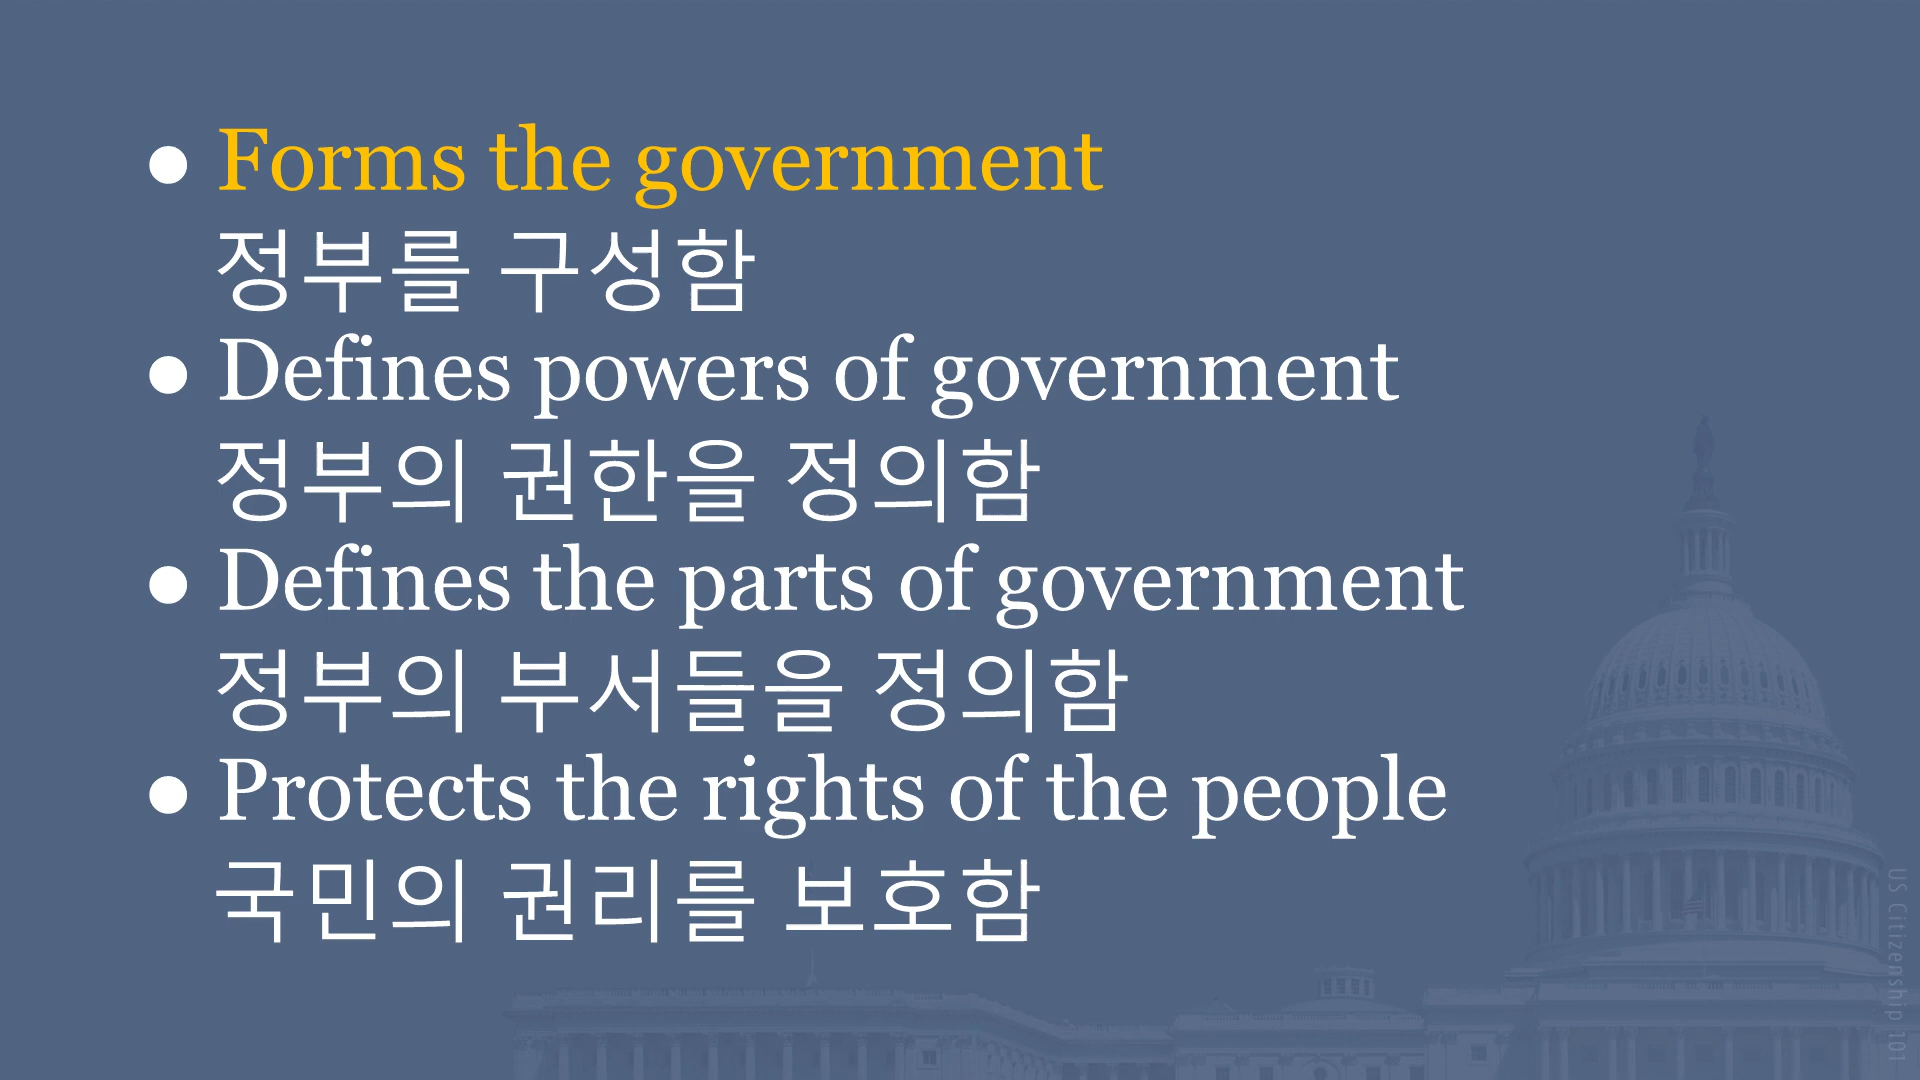 ● Forms the government
정부를 구성함
● Defines powers of government
정부의 권한을 정의함
● Defines the parts of government
정부의 부서들을 정의함
● Protects the rights of the people
국민의 권리를 보호함
US Citizenship 101